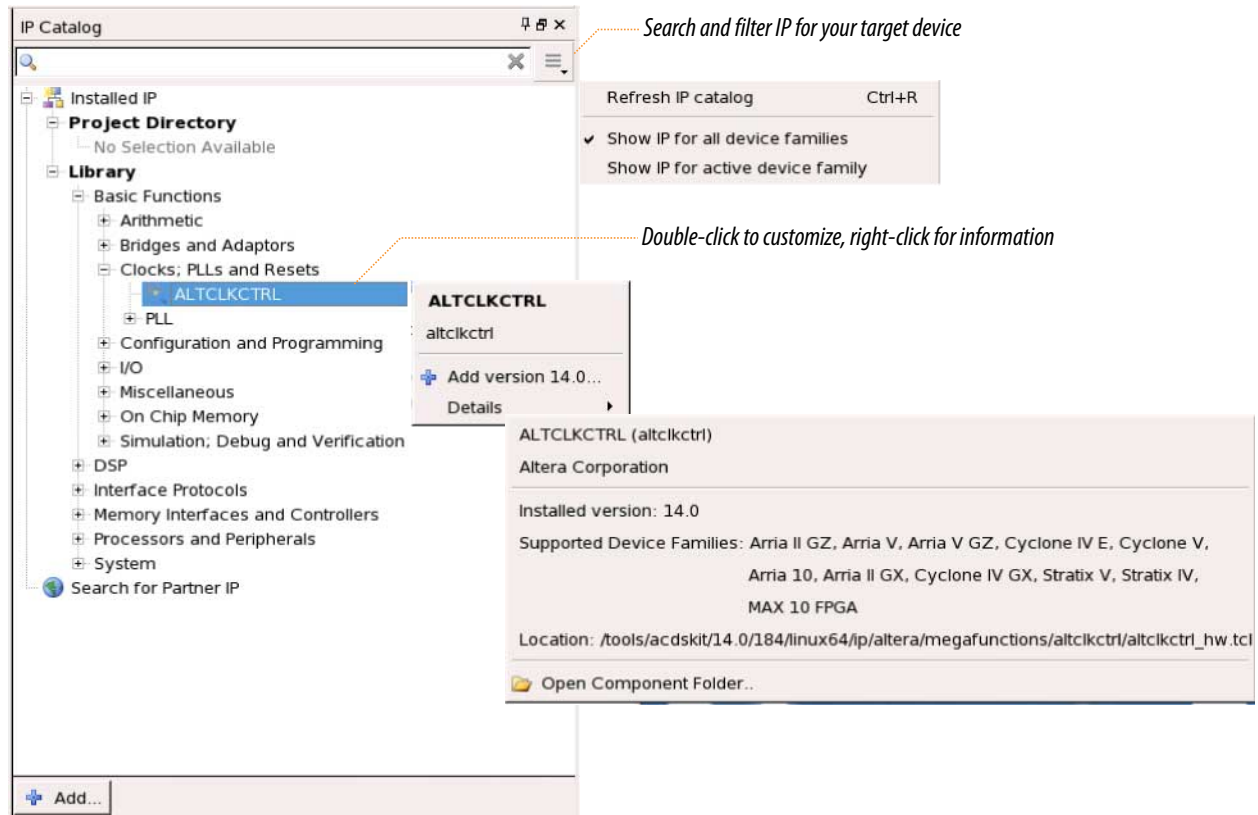 IP Catalog
Search and filter IP for your target device
Installed IP
Project Directory
No Selection Available
Library
Basic Functions
Arithmetic
Bridges and Adaptors
Clocks; PLLs and Resets
ALTCLKCTRL
PLL
Configuration and Programming
I/O
Miscellaneous
On Chip Memory
Simulation; Debug and Verification
DSP
Interface Protocols
Memory Interfaces and Controllers
Processors and Peripherals
System
Search for Partner IP
Add...
Refresh IP catalog Ctrl+R
Show IP for all device families
Show IP for active device family
Double-click to customize, right-click for information
ALTCLKCTRL
altclkctrl
Add version 14.0...
Details
ALTCLKCTRL (altclkctrl)
Altera Corporation
Installed version: 14.0
Supported Device Families: Arria II GZ, Arria V, Arria V GZ, Cyclone IV E, Cyclone V,
Arria 10, Arria II GX, Cyclone IV GX, Stratix V, Stratix IV,
MAX 10 FPGA
Location: /tools/acdskit/14.0/184/linux64/ip/altera/megafunctions/altclkctrl/altclkctrl_hw.tcl
Open Component Folder..